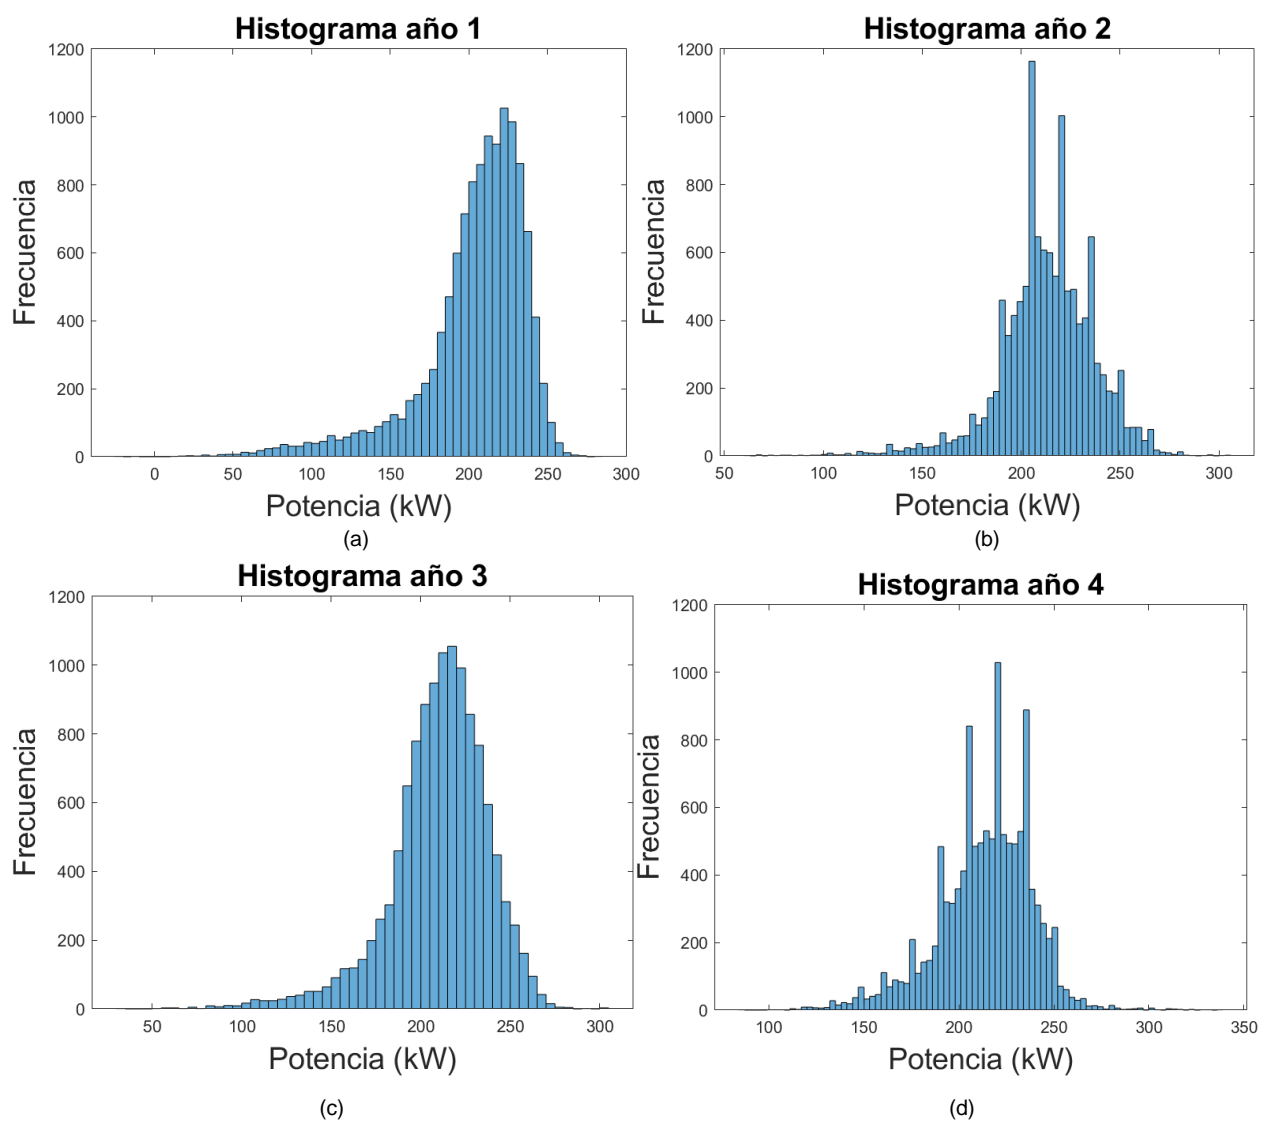 Histograma año 1
1200
1000
800
600
400
200
0
0 50 100 150 200 250 300
Frecuencia
Potencia (kW)
(a)
Histograma año 2
1200
1000
800
600
400
200
0
50 100 150 200 250 300
Frecuencia
Potencia (kW)
(b)
Histograma año 3
1200
1000
800
600
400
200
0
50 100 150 200 250 300
Frecuencia
Potencia (kW)
(c)
Histograma año 4
1200
1000
800
600
400
200
0
100 150 200 250 300 350
Frecuencia
Potencia (kW)
(d)